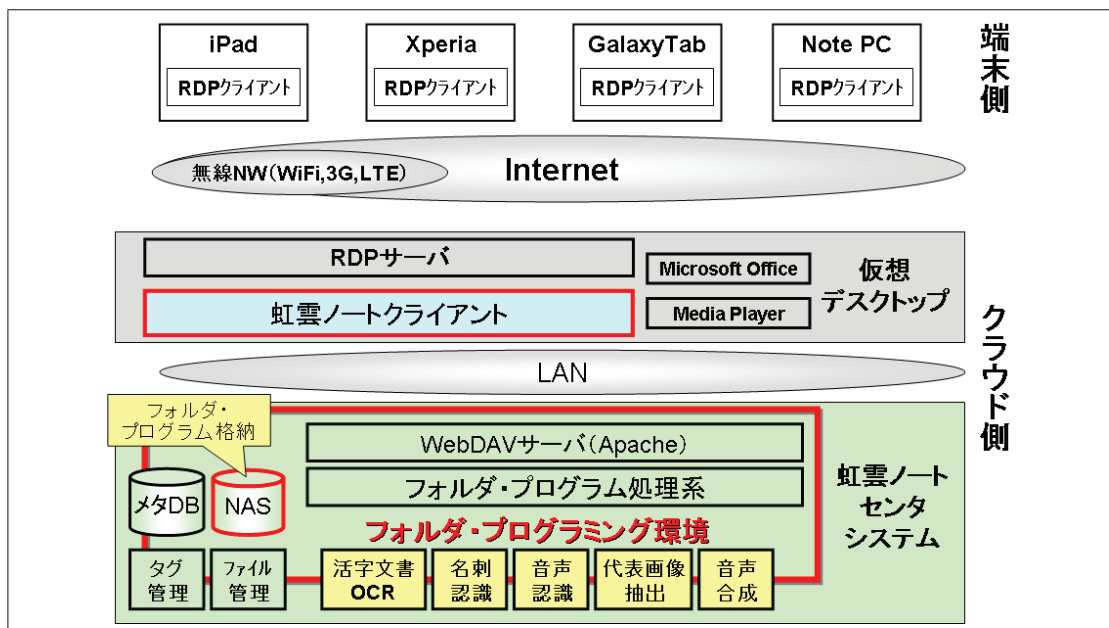 iPad
RDPクライアント
Xperia
RDPクライアント
GalaxyTab
RDPクライアント
Note PC
RDPクライアント
端末側
無線NW(WiFi,3G,LTE)
Internet
RDPサーバ
虹雲ノートクライアント
Microsoft Office
Media Player
仮想
デスクトップ
クラウド側
LAN
フォルダ・
プログラム格納
メタDB
NAS
WebDAVサーバ(Apache)
フォルダ・プログラム処理系
フォルダ・プログラミング環境
虹雲ノート
センタ
システム
タグ
管理
ファイル
管理
活字文書
OCR
名刺
認識
音声
認識
代表画像
抽出
音声
合成